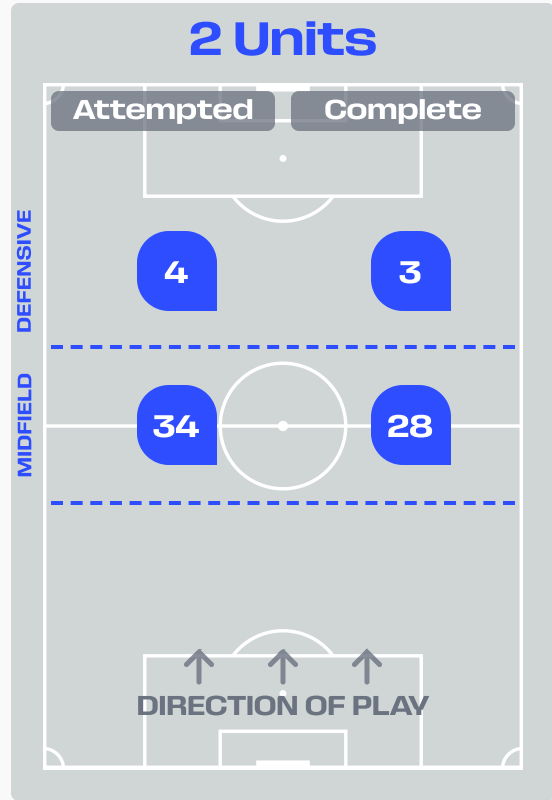 2 Units
Attempted Complete
DEFENSIVE
4 3
MIDFIELD
34 28
DIRECTION OF PLAY